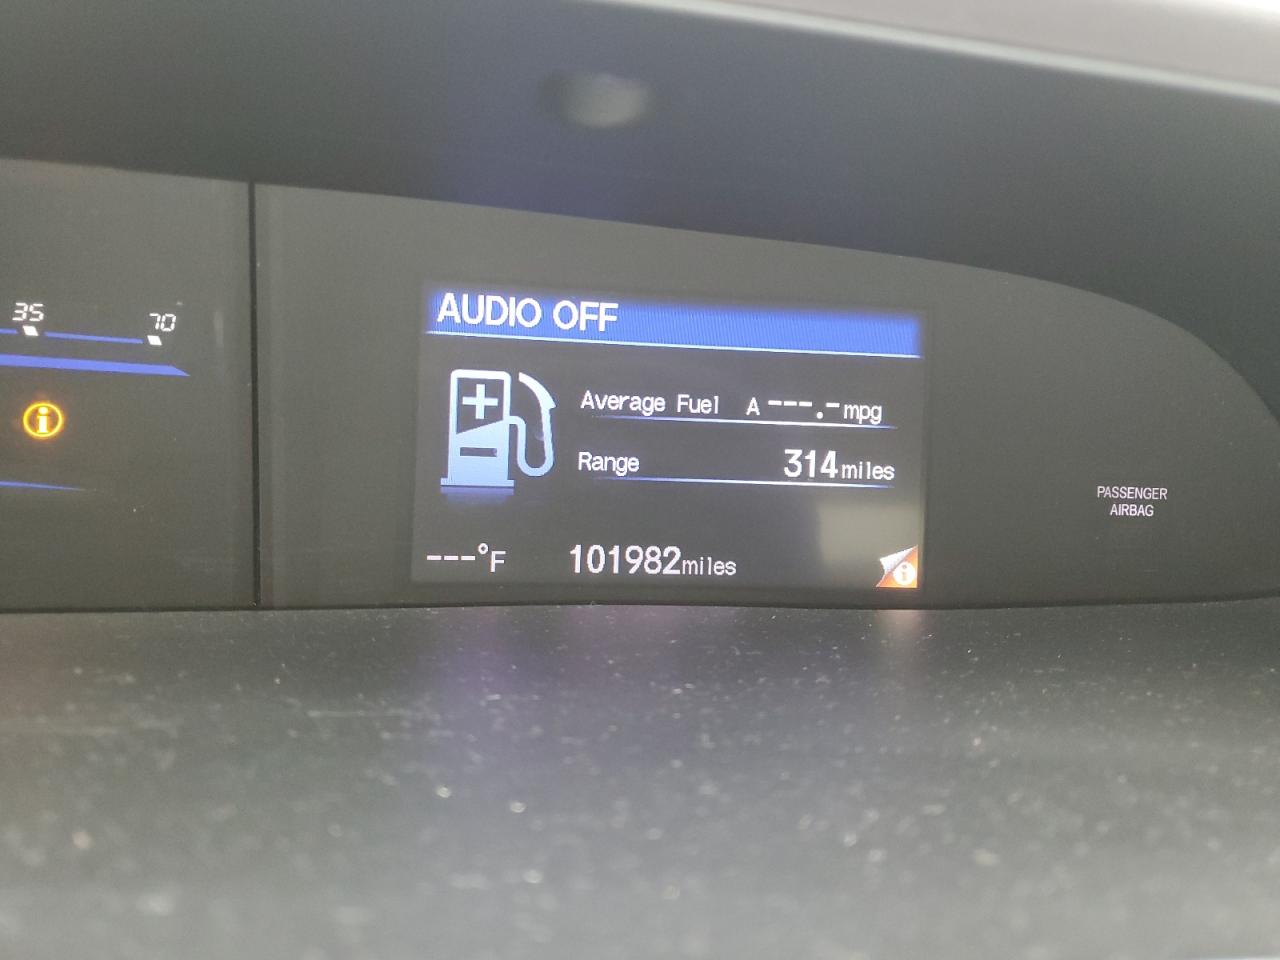 35 70
AUDIO OFF
Average Fuel A ---.- mpg
Range 314 miles
PASSENGER
AIRBAG
---°F 101982 miles